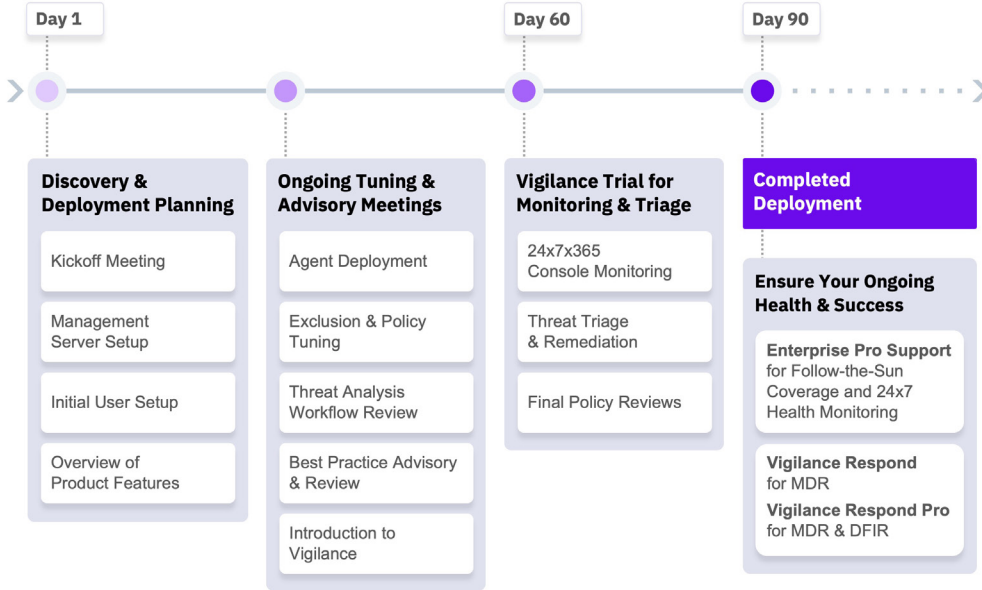 Day 1
Day 60
Day 90
Discovery &
Deployment Planning
Kickoff Meeting
Management
Server Setup
Initial User Setup
Overview of
Product Features
Ongoing Tuning &
Advisory Meetings
Agent Deployment
Exclusion & Policy
Tuning
Threat Analysis
Workflow Review
Best Practice Advisory
& Review
Introduction to
Vigilance
Vigilance Trial for
Monitoring & Triage
24x7x365
Console Monitoring
Threat Triage
& Remediation
Final Policy Reviews
Completed
Deployment
Ensure Your Ongoing
Health & Success
Enterprise Pro Support
for Follow-the-Sun
Coverage and 24x7
Health Monitoring
Vigilance Respond
for MDR
Vigilance Respond Pro
for MDR & DFIR